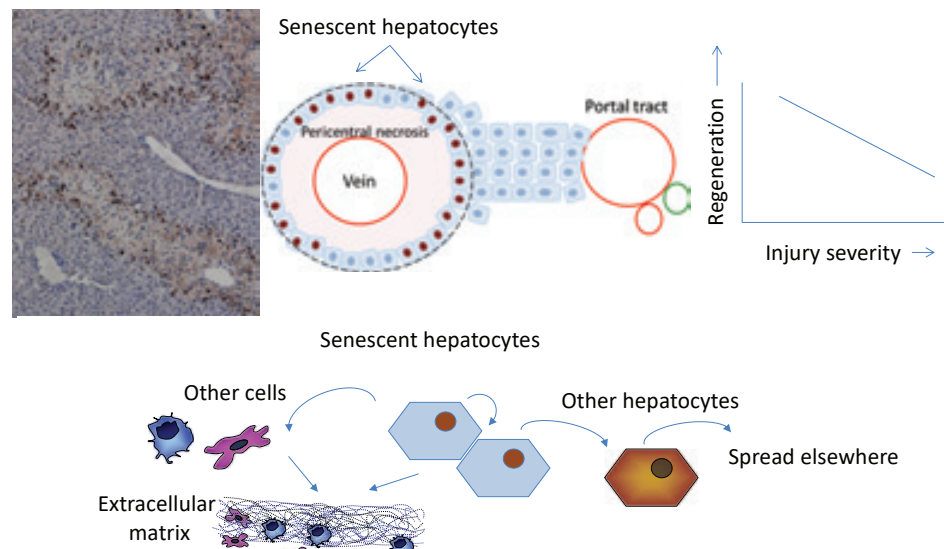 Senescent hepatocytes
Pericentral necrosis
Vein
Portal tract
Regeneration
Injury severity
Senescent hepatocytes
Other cells
Other hepatocytes
Spread elsewhere
Extracellular
matrix